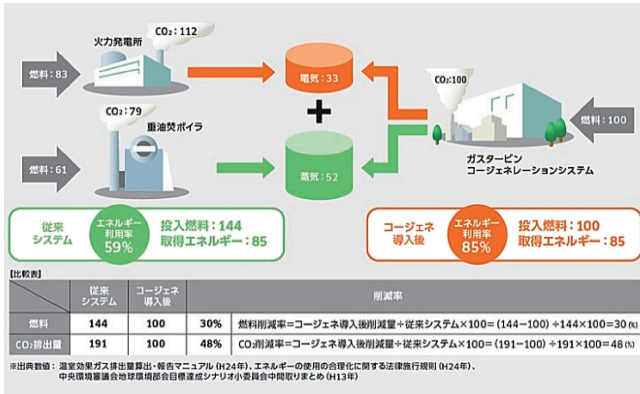 CO₂:112
火力発電所
燃料:83
電気:33
CO₂:100
燃料:100
CO₂:79
重油焚ボイラ
+
ガスタービン
コージェネレーションシステム
燃料:61
蒸気:52
従来
システム
エネルギー
利用率
59%
投入燃料:144
取得エネルギー:85
コージェネ
導入後
エネルギー
利用率
85%
投入燃料:100
取得エネルギー:85
【比較表】
従来
システム
コージェネ
導入後
削減率
燃料 144 100 30% 燃料削減率=コージェネ導入後削減量÷従来システム×100=(144-100)÷144×100=30(%)
CO₂排出量 191 100 48% CO₂削減率=コージェネ導入後削減量÷従来システム×100=(191-100)÷191×100=48(%)
※出典数値: 温室効果ガス排出量算出・報告マニュアル(H24年)、エネルギーの使用の合理化に関する法律施行規則(H24年)、
中央環境審議会地球環境部会目標達成シナリオ小委員会中間取りまとめ(H13年)